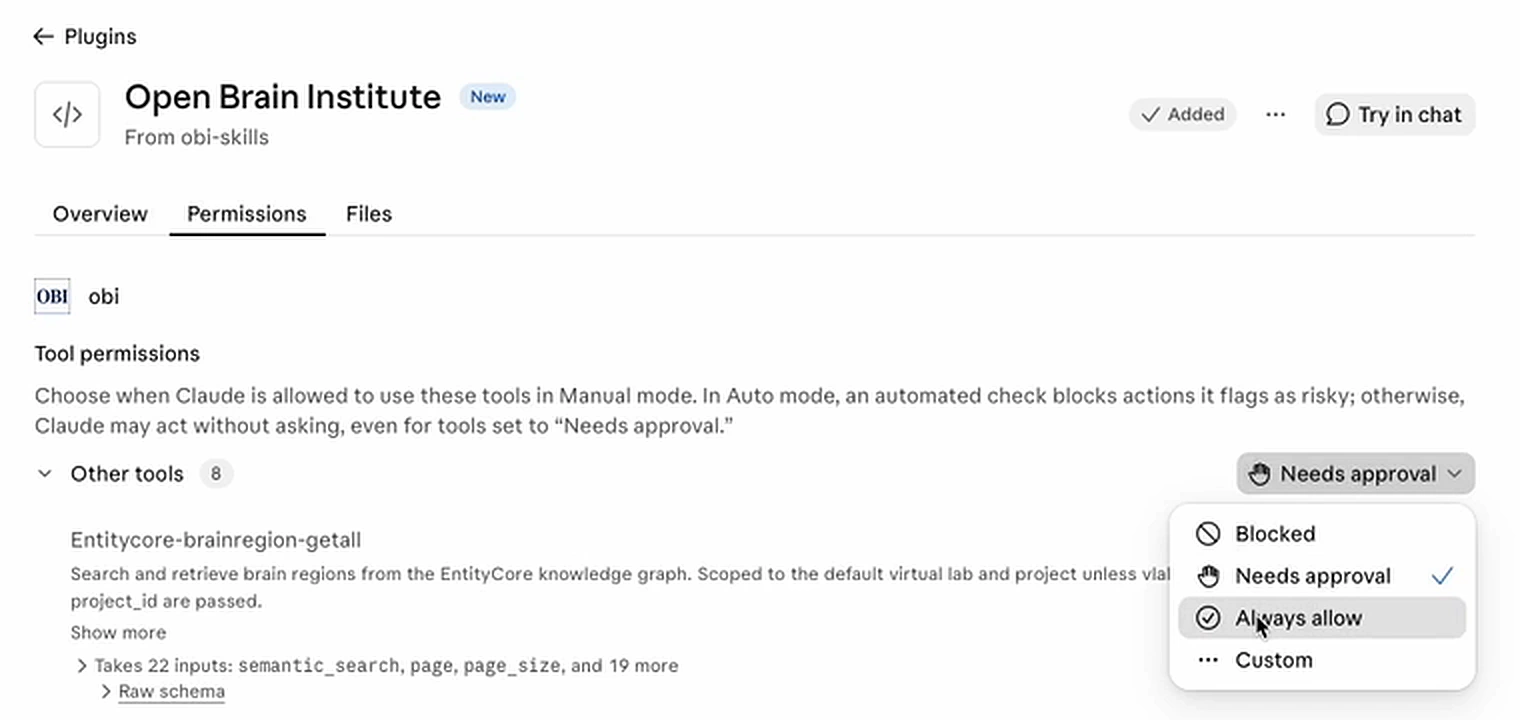 Plugins
Open Brain Institute New
From obi-skills
Added
Try in chat
Overview Permissions Files
OBI obi
Tool permissions
Choose when Claude is allowed to use these tools in Manual mode. In Auto mode, an automated check blocks actions it flags as risky; otherwise,
Claude may act without asking, even for tools set to “Needs approval.”
Other tools 8
Needs approval
Blocked
Needs approval
Always allow
Custom
Entitycore-brainregion-getall
Search and retrieve brain regions from the EntityCore knowledge graph. Scoped to the default virtual lab and project unless
project_id are passed.
Show more
Takes 22 inputs: semantic_search, page, page_size, and 19 more
Raw schema